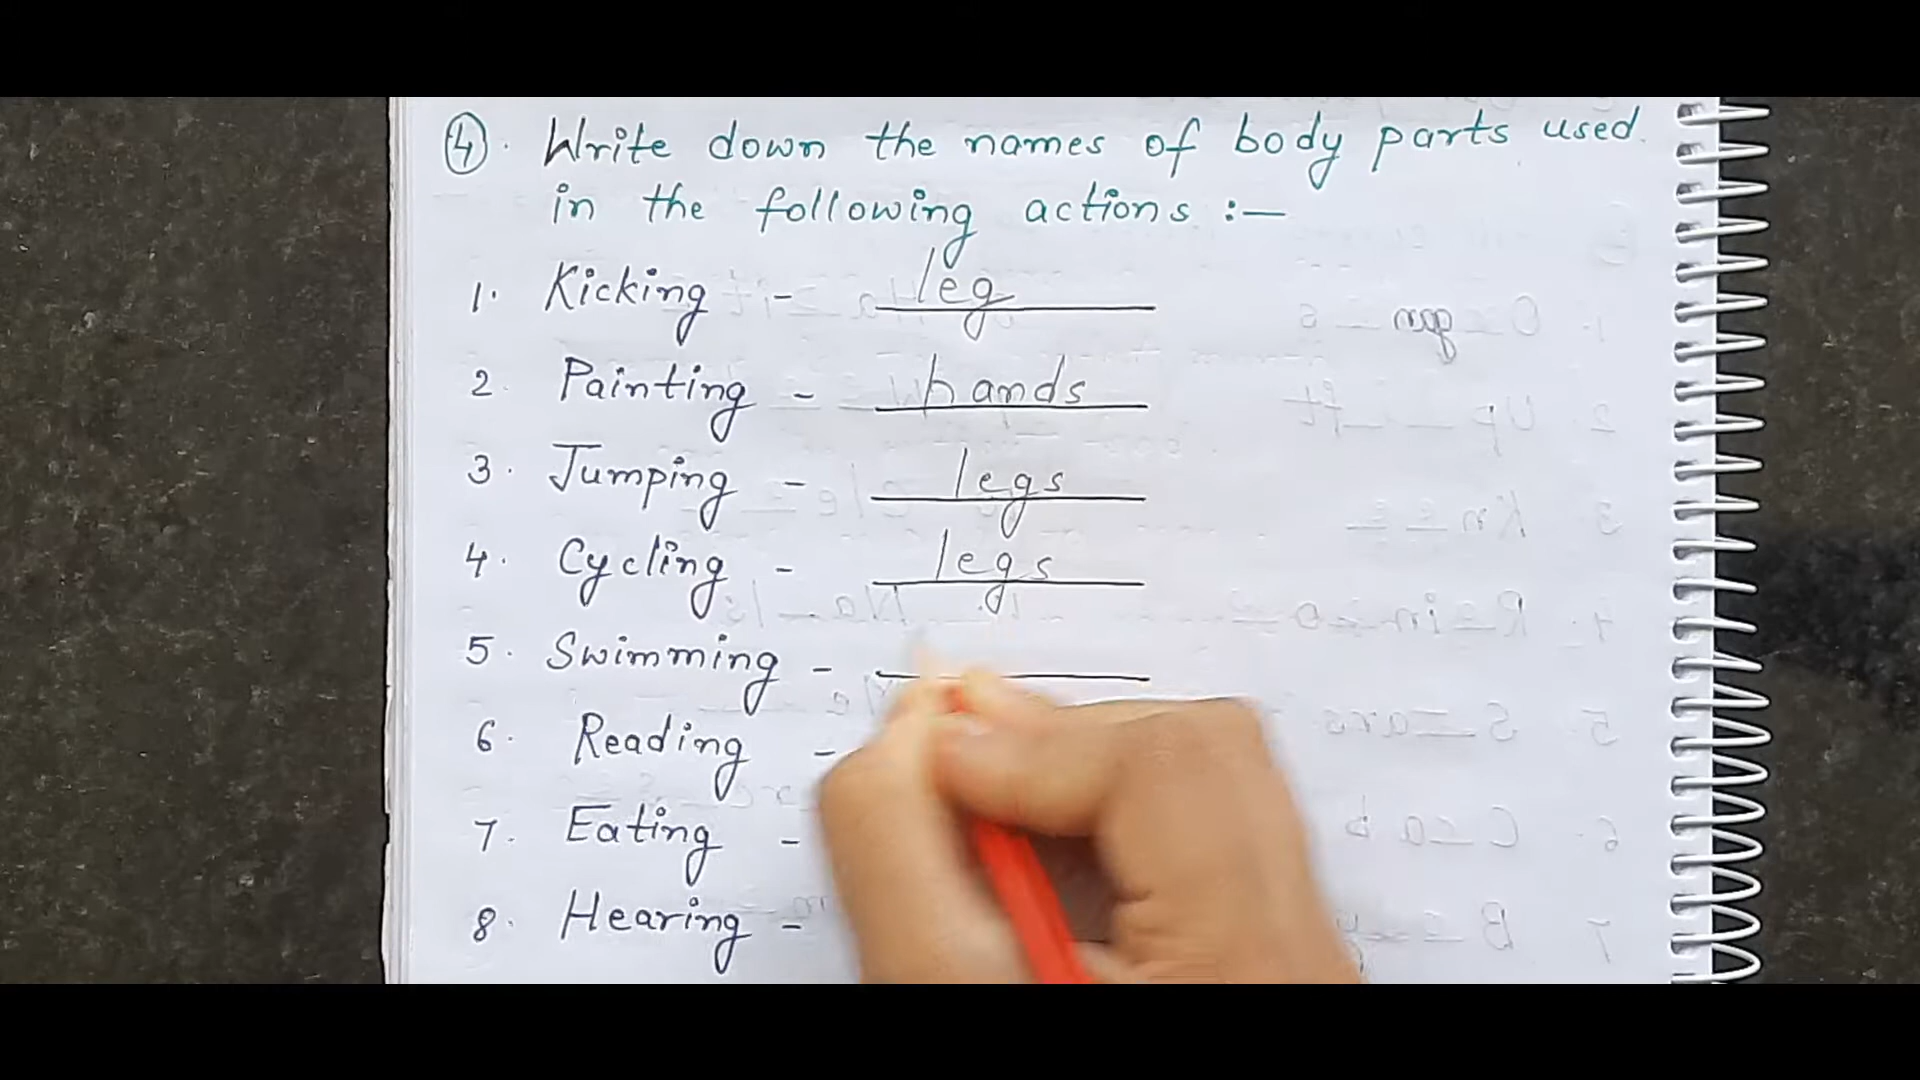 4. Write down the names of body parts used
in the following actions :—
1. Kicking - leg
2. Painting - hands
3. Jumping - legs
4. Cycling - legs
5. Swimming -
6. Reading -
7. Eating -
8. Hearing -